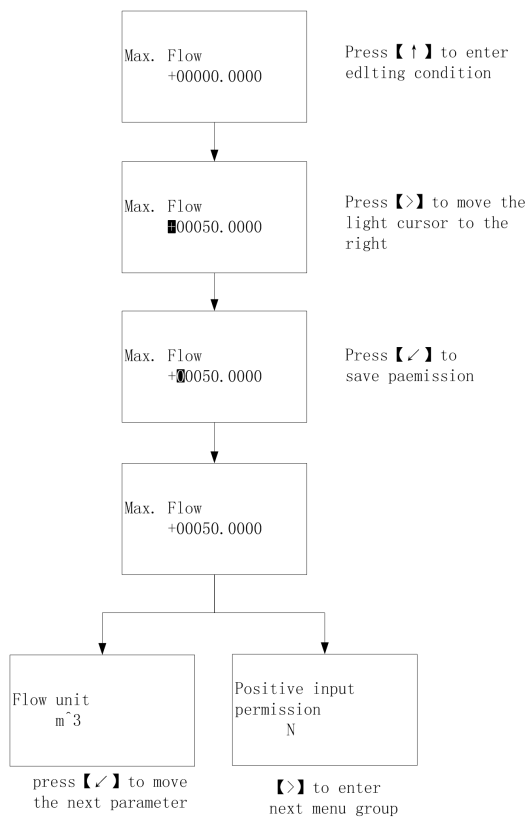 Max. Flow
+00000.0000
Press【↑】to enter
edlting condition
Max. Flow
+00050.0000
Press【>】to move the
light cursor to the
right
Max. Flow
+00050.0000
Press【↙】to
save paemission
Max. Flow
+00050.0000
Flow unit
m^3
press【↙】to move
the next parameter
Positive input
permission
N
【>】to enter
next menu group